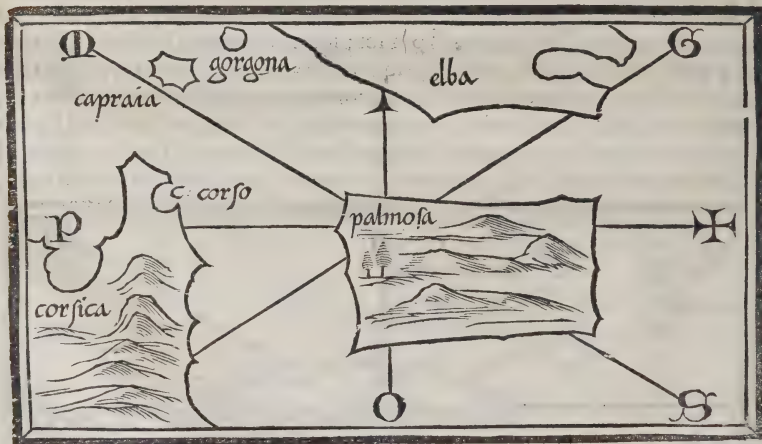 M
G
gorgona
elba
capraia
c. corſo
palmoſa
P
corſica
O
S